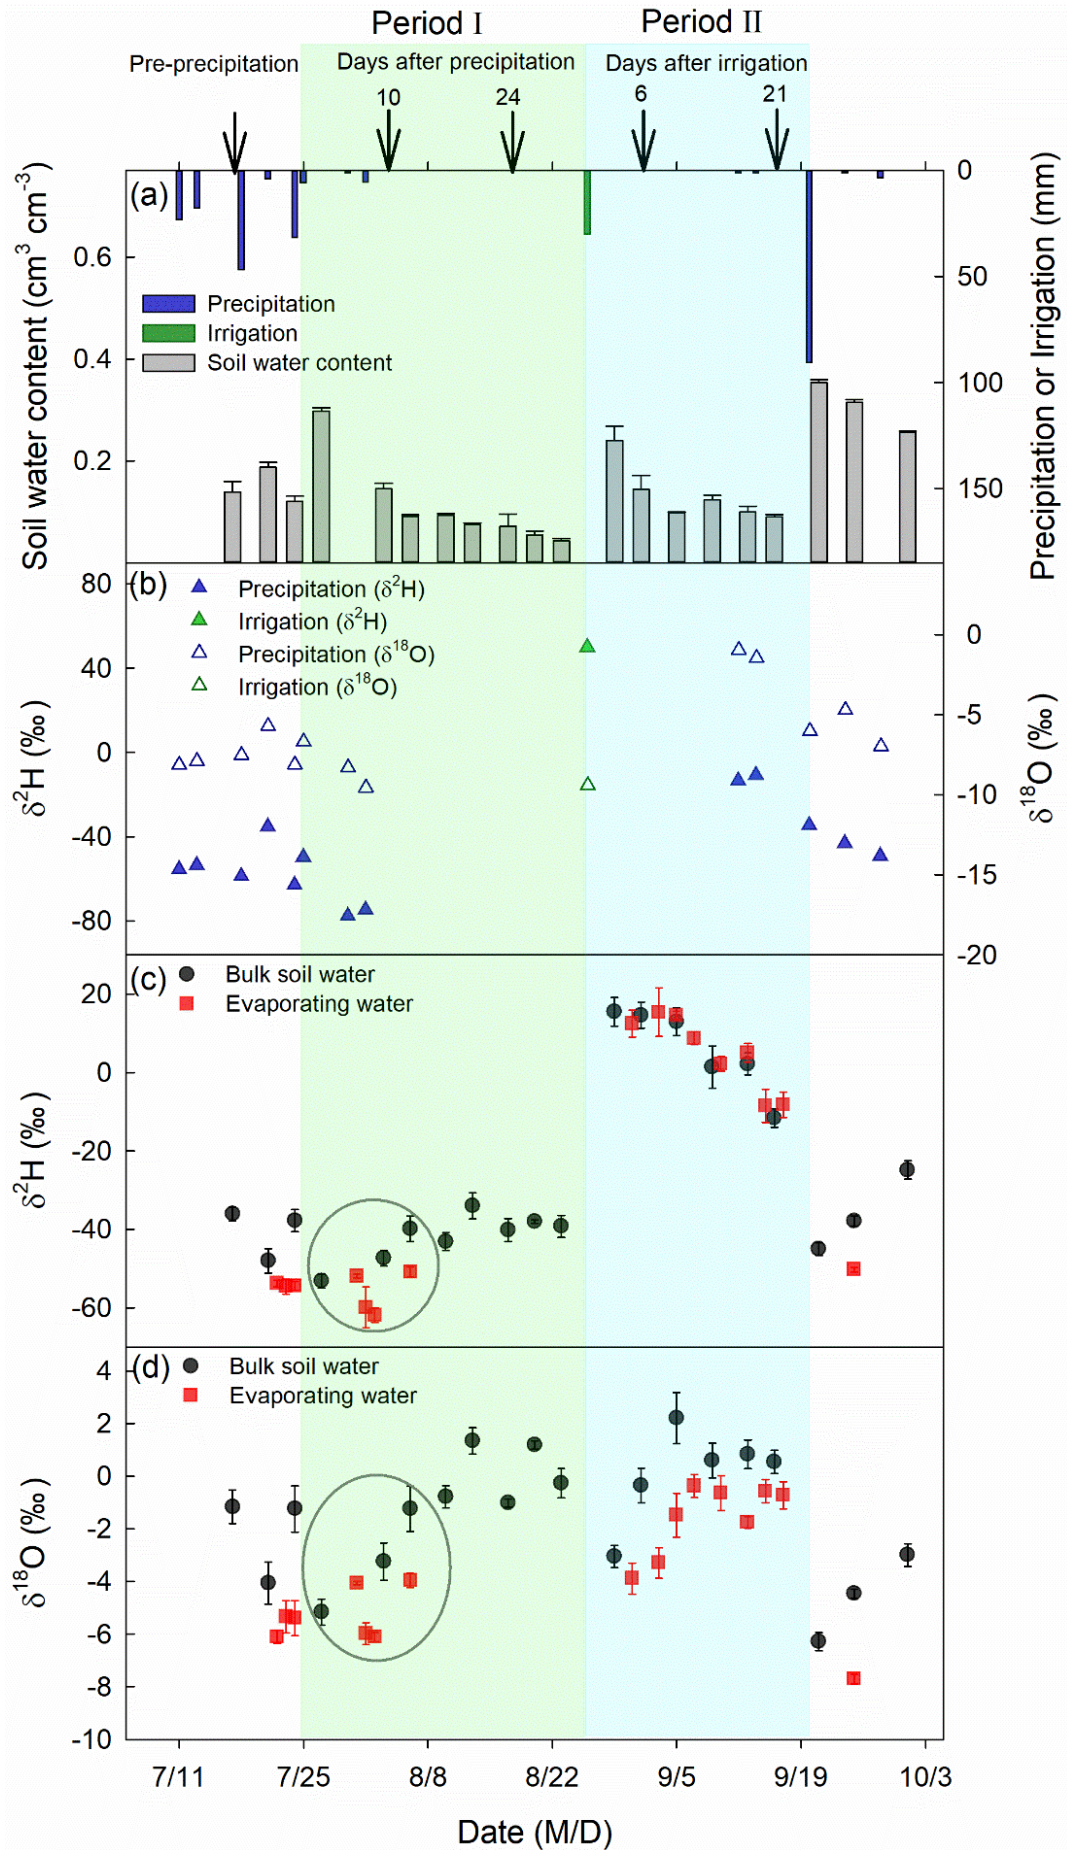 Period I Period II
Pre-precipitation Days after precipitation Days after irrigation
10 24 6 21
(a)
Soil water content (cm³ cm⁻³)
0.6
0.4
0.2
Precipitation
Irrigation
Soil water content
0
50
100
150
Precipitation or Irrigation (mm)
(b)
δ²H (‰)
80
40
0
-40
-80
Precipitation (δ²H)
Irrigation (δ²H)
Precipitation (δ¹⁸O)
Irrigation (δ¹⁸O)
0
-5
-10
-15
-20
δ¹⁸O (‰)
(c)
δ²H (‰)
20
0
-20
-40
-60
Bulk soil water
Evaporating water
(d)
δ¹⁸O (‰)
4
2
0
-2
-4
-6
-8
-10
Bulk soil water
Evaporating water
7/11 7/25 8/8 8/22 9/5 9/19 10/3
Date (M/D)